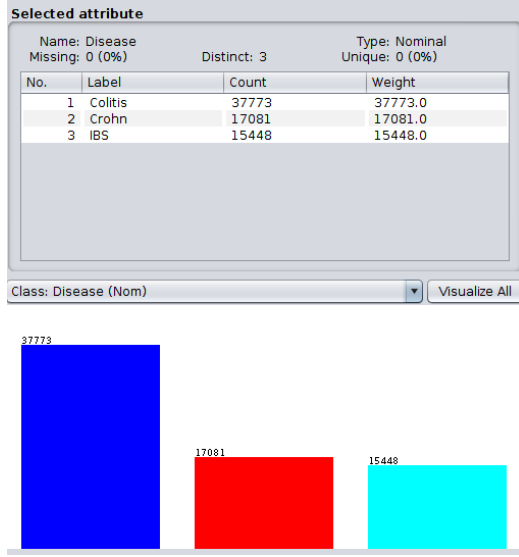 Selected attribute
Name: Disease Type: Nominal
Missing: 0 (0%) Distinct: 3 Unique: 0 (0%)
No. Label Count Weight
1 Colitis 37773 37773.0
2 Crohn 17081 17081.0
3 IBS 15448 15448.0
Class: Disease (Nom) Visualize All
37773
17081
15448